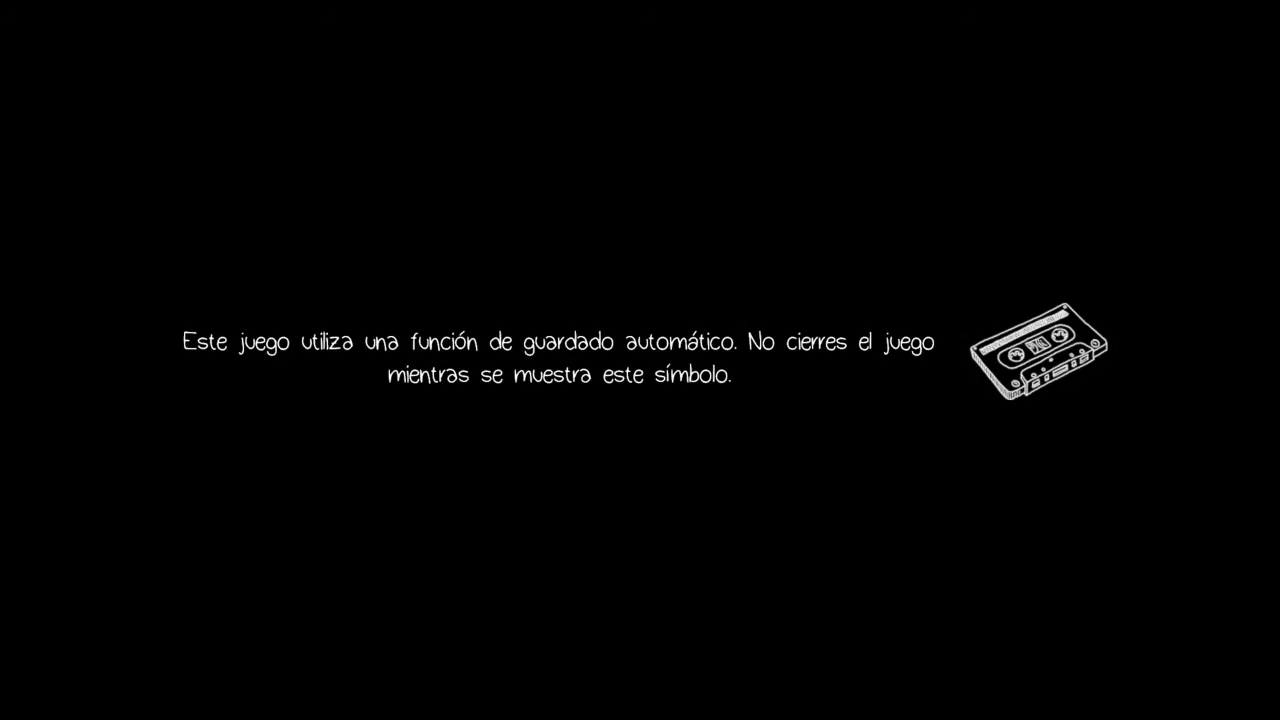 Este juego utiliza una función de guardado automático. No cierres el juego
mientras se muestra este símbolo.